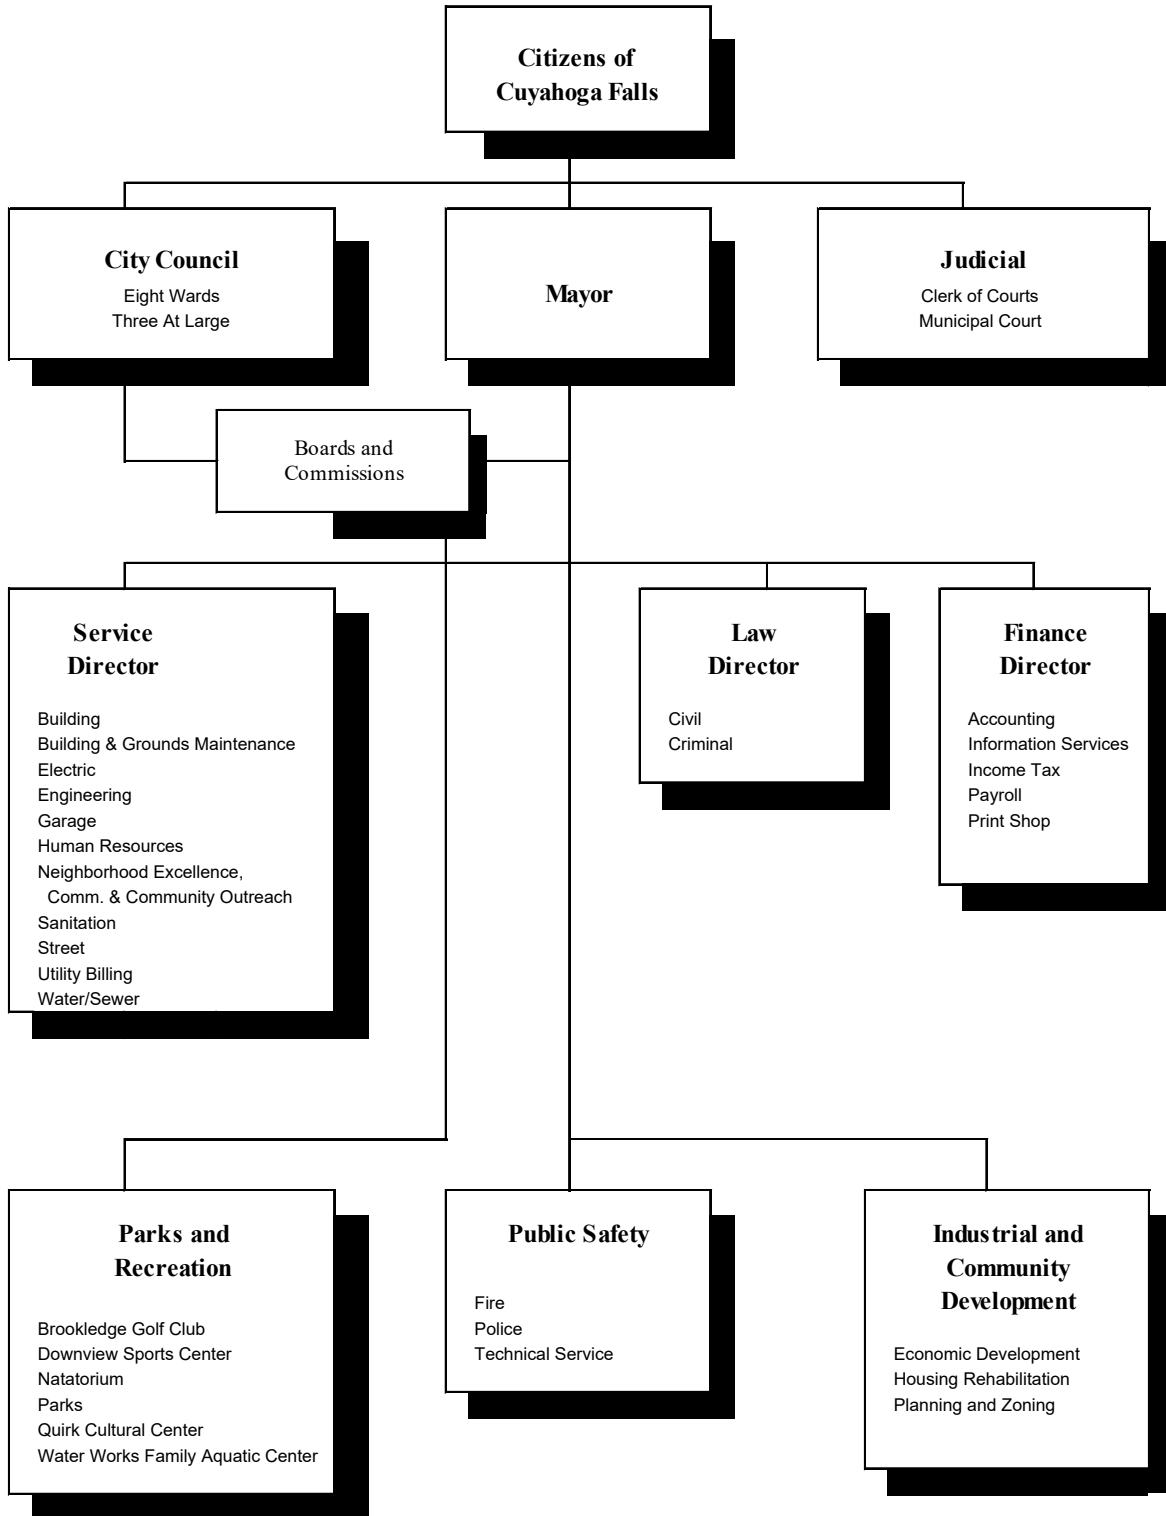 Citizens of
Cuyahoga Falls
City Council
Eight Wards
Three At Large
Mayor
Judicial
Clerk of Courts
Municipal Court
Boards and
Commissions
Service
Director
Building
Building & Grounds Maintenance
Electric
Engineering
Garage
Human Resources
Neighborhood Excellence,
Comm. & Community Outreach
Sanitation
Street
Utility Billing
Water/Sewer
Law
Director
Civil
Criminal
Finance
Director
Accounting
Information Services
Income Tax
Payroll
Print Shop
Parks and
Recreation
Brookledge Golf Club
Downview Sports Center
Natatorium
Parks
Quirk Cultural Center
Water Works Family Aquatic Center
Public Safety
Fire
Police
Technical Service
Industrial and
Community
Development
Economic Development
Housing Rehabilitation
Planning and Zoning